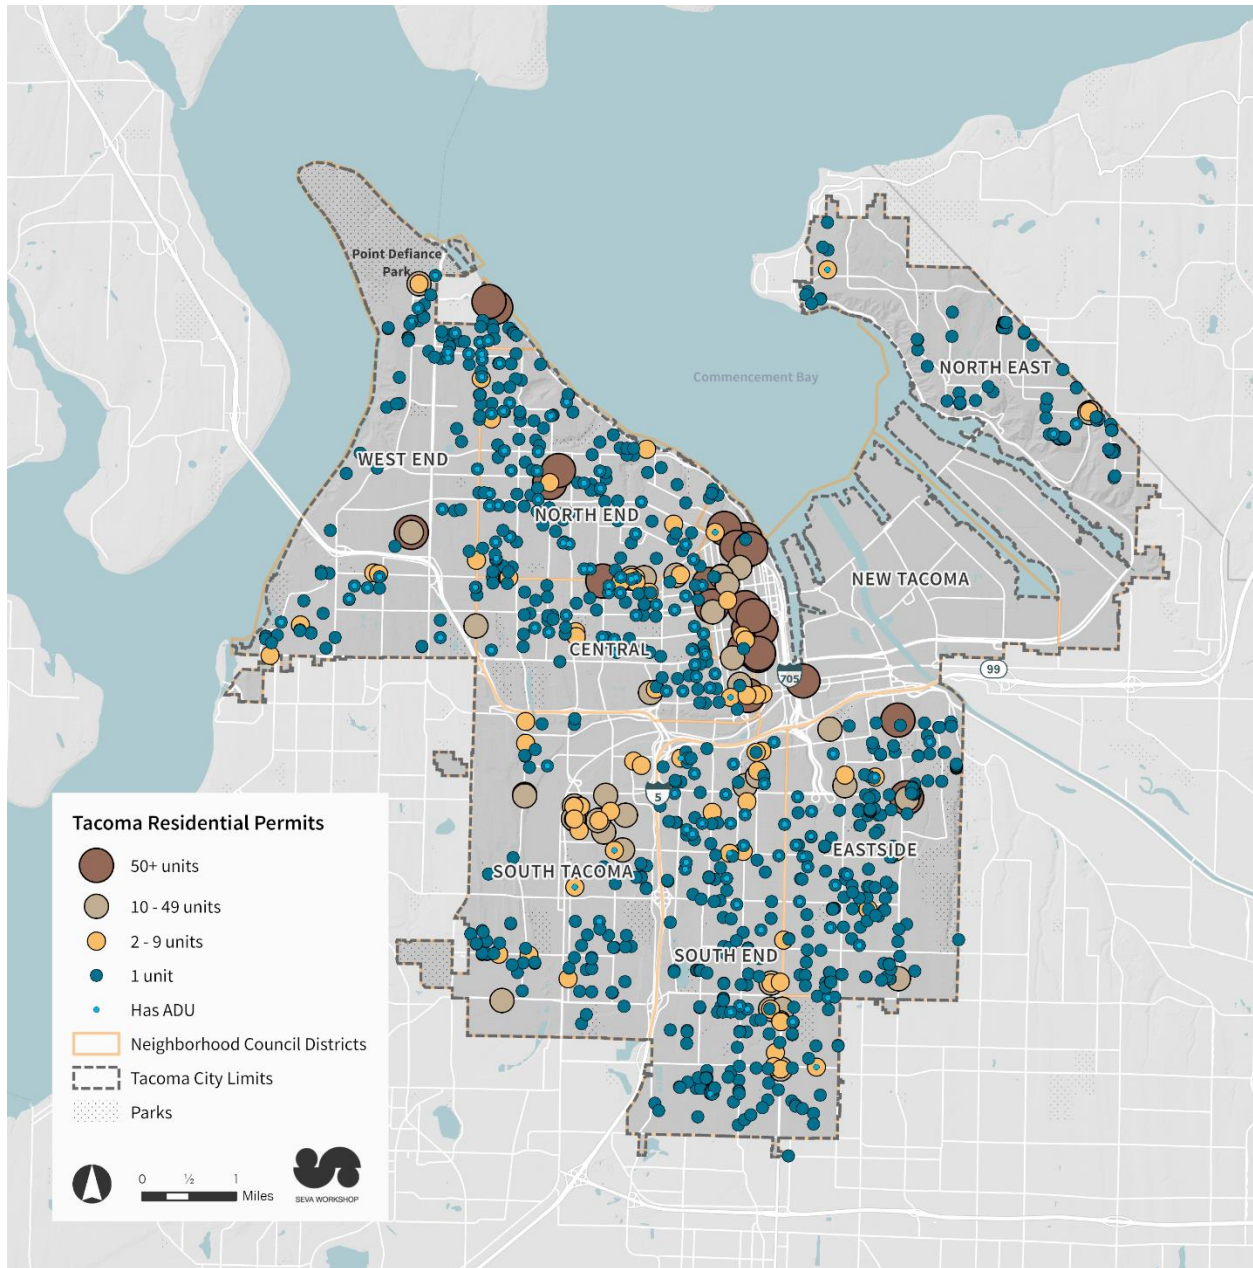 Point Defiance
Park
Commencement Bay
NORTH EAST
WEST END
NORTH END
NEW TACOMA
CENTRAL
705
99
5
EASTSIDE
SOUTH TACOMA
SOUTH END
Tacoma Residential Permits
50+ units
10 - 49 units
2 - 9 units
1 unit
Has ADU
Neighborhood Council Districts
Tacoma City Limits
Parks
0 ½ 1
Miles
SEVA WORKSHOP